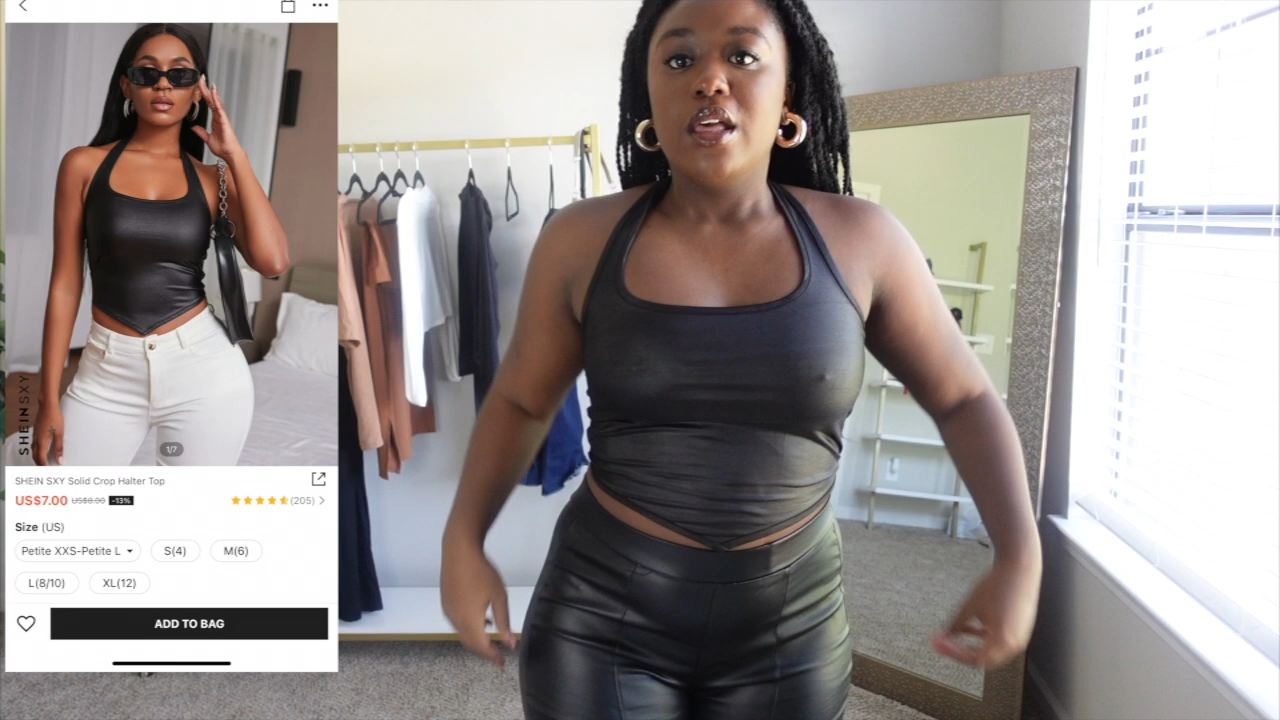 SHEIN SXY
1/7
SHEIN SXY Solid Crop Halter Top
US$7.00 US$8.00 -13% (205)
Size (US)
Petite XXS-Petite L S(4) M(6)
L(8/10) XL(12)
ADD TO BAG